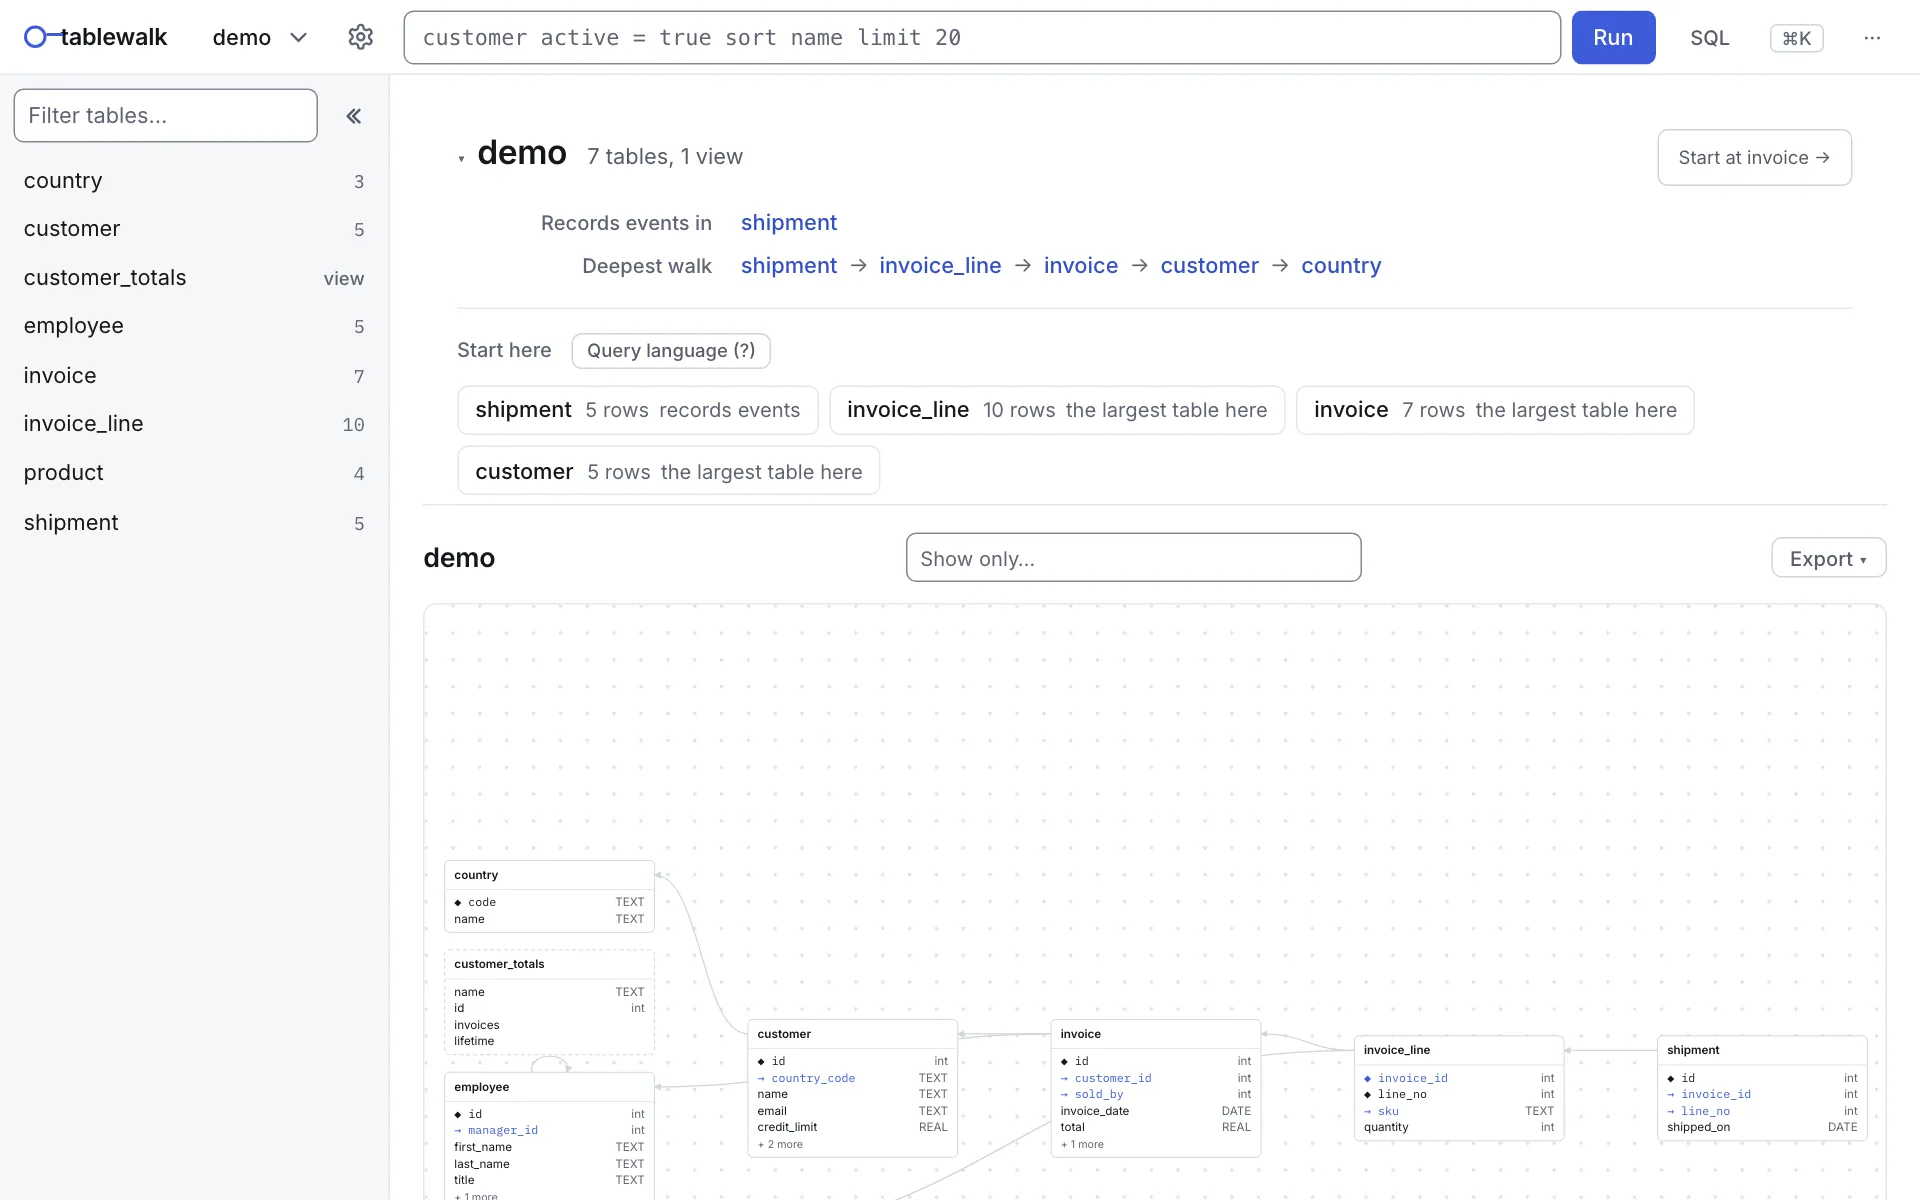 tablewalk demo customer active = true sort name limit 20 Run SQL ⌘K ...
Filter tables... «
country 3
customer 5
customer_totals view
employee 5
invoice 7
invoice_line 10
product 4
shipment 5
▾ demo 7 tables, 1 view Start at invoice →
Records events in shipment
Deepest walk shipment → invoice_line → invoice → customer → country
Start here Query language (?)
shipment 5 rows records events
invoice_line 10 rows the largest table here
invoice 7 rows the largest table here
customer 5 rows the largest table here
demo Show only... Export ▾
country
◆ code TEXT
name TEXT
customer_totals
name TEXT
id int
invoices
lifetime
employee
◆ id int
→ manager_id int
first_name TEXT
last_name TEXT
title TEXT
+ 1 more
customer
◆ id int
→ country_code TEXT
name TEXT
email TEXT
credit_limit REAL
+ 2 more
invoice
◆ id int
→ customer_id int
→ sold_by int
invoice_date DATE
total REAL
+ 1 more
invoice_line
◆ invoice_id int
◆ line_no int
→ sku TEXT
quantity int
shipment
◆ id int
→ invoice_id int
→ line_no int
shipped_on DATE